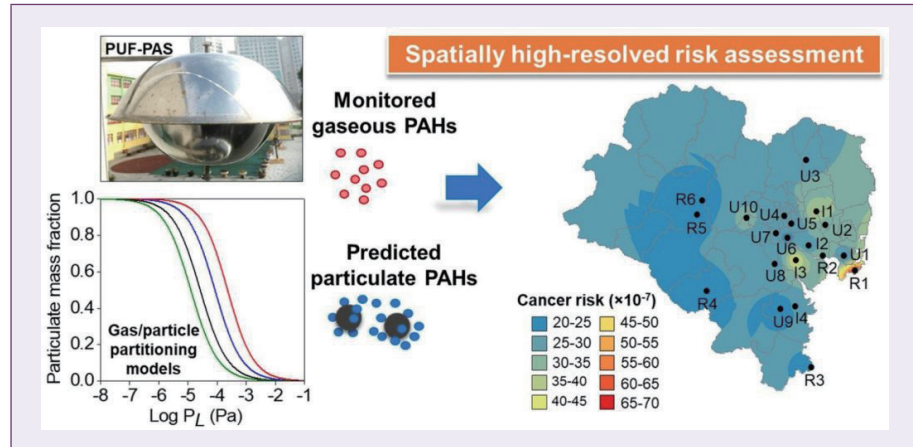 PUF-PAS
Spatially high-resolved risk assessment
Monitored
gaseous PAHs
Predicted
particulate PAHs
Particulate mass fraction
1.0
0.8
0.6
0.4
0.2
0.0
Gas/particle
partitioning
models
-8 -7 -6 -5 -4 -3 -2 -1
Log PL (Pa)
U3
R6
R5
U10
U4
I1
U5
U2
U7
U6
I2
U1
U8
I3
R2
R1
R4
U9
I4
R3
Cancer risk (×10-7)
20-25 45-50
25-30 50-55
30-35 55-60
35-40 60-65
40-45 65-70